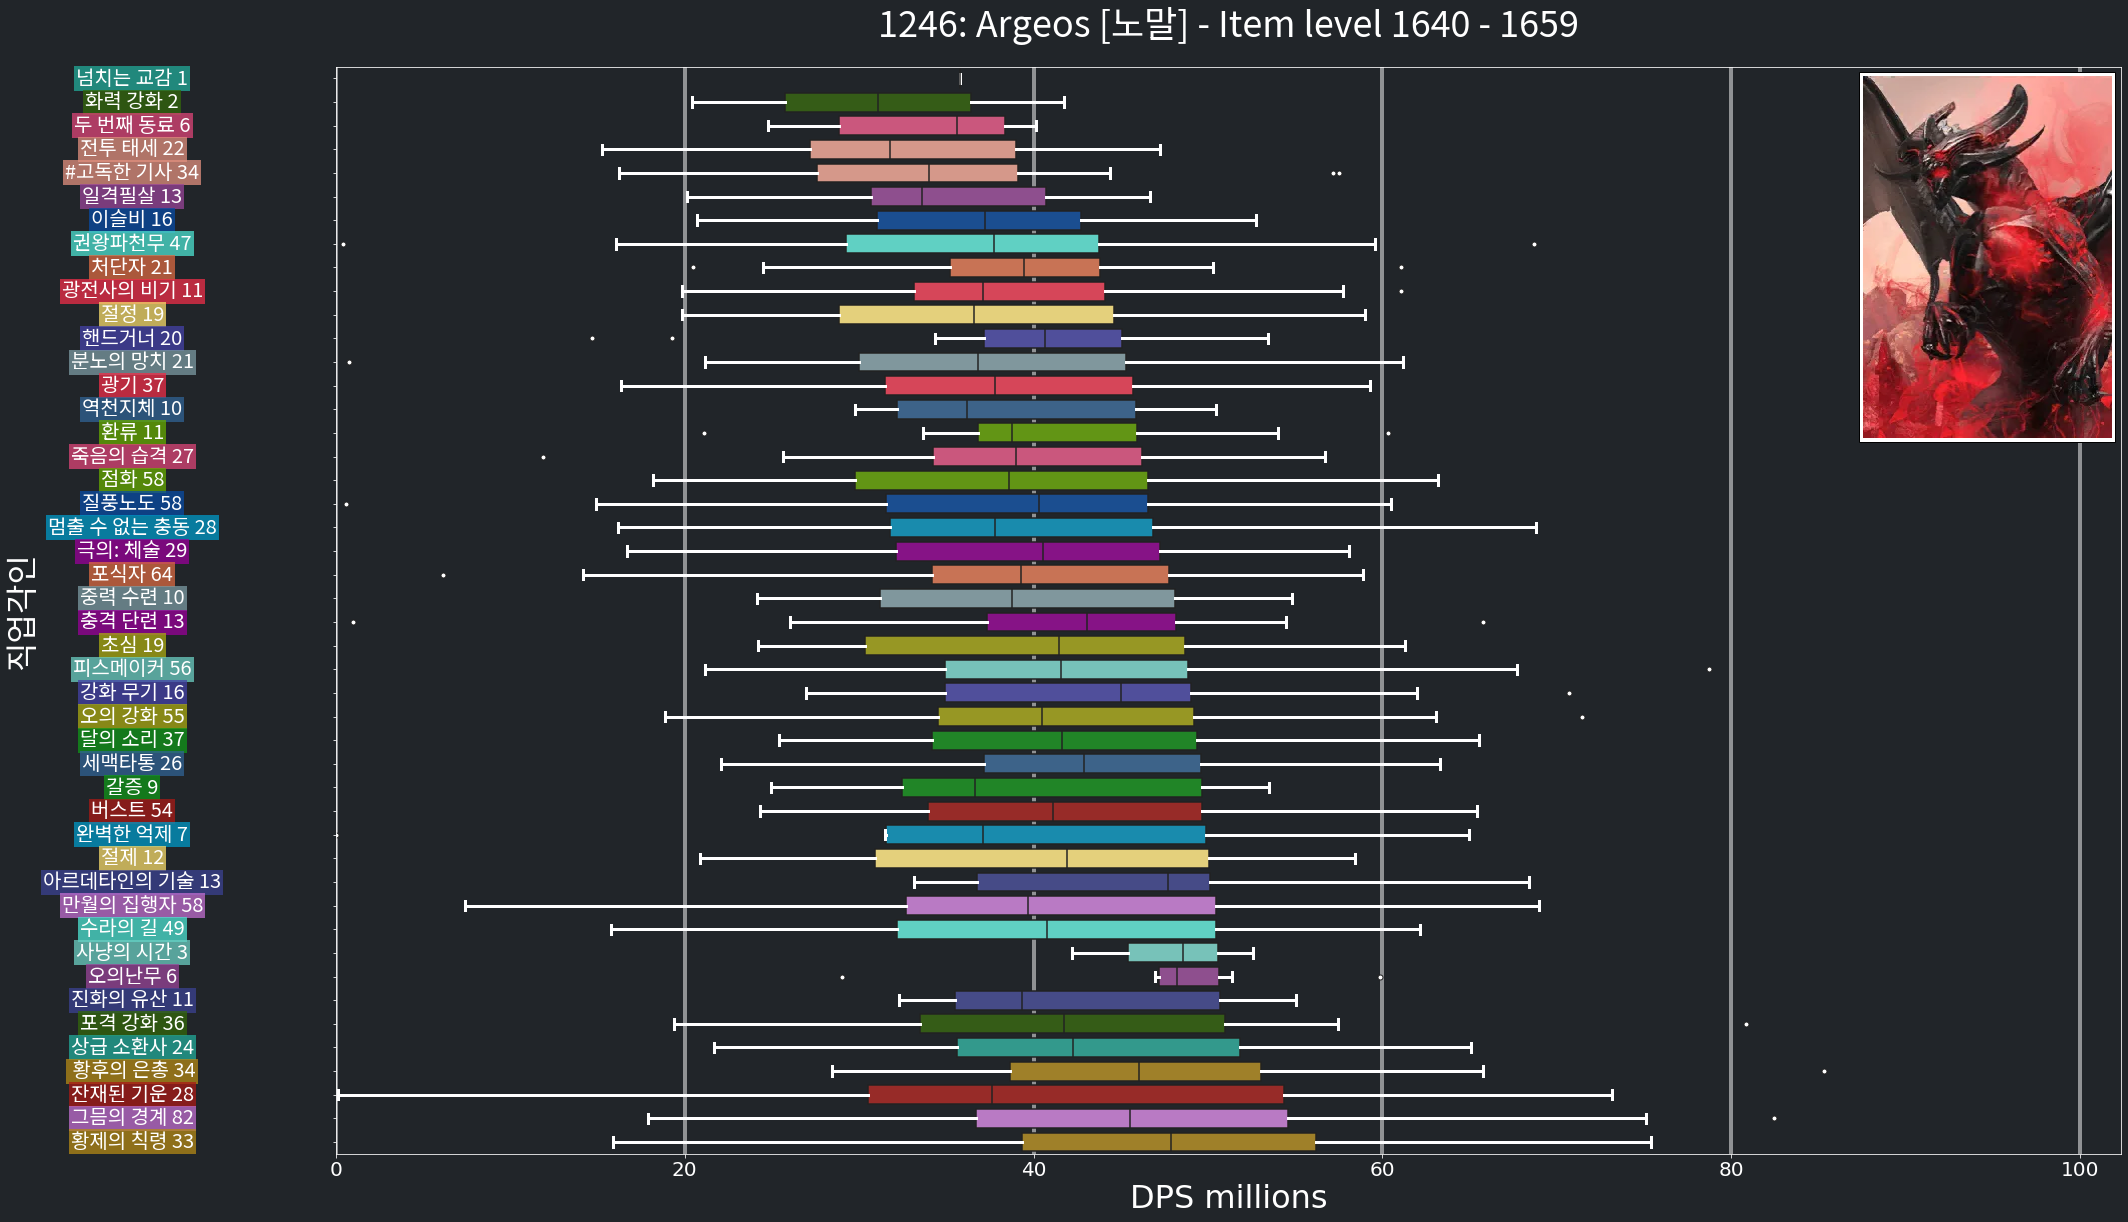 1246: Argeos [노말] - Item level 1640 - 1659
넘치는 교감 1
화력 강화 2
두 번째 동료 6
전투 태세 22
#고독한 기사 34
일격필살 13
이슬비 16
권왕파천무 47
처단자 21
광전사의 비기 11
절정 19
핸드거너 20
분노의 망치 21
광기 37
역천지체 10
환류 11
죽음의 습격 27
점화 58
질풍노도 58
멈출 수 없는 충동 28
극의: 체술 29
포식자 64
중력 수련 10
충격 단련 13
초심 19
피스메이커 56
강화 무기 16
오의 강화 55
달의 소리 37
세맥타통 26
갈증 9
버스트 54
완벽한 억제 7
절제 12
아르데타인의 기술 13
만월의 집행자 58
수라의 길 49
사냥의 시간 3
오의난무 6
진화의 유산 11
포격 강화 36
상급 소환사 24
황후의 은총 34
잔재된 기운 28
그믐의 경계 82
황제의 칙령 33
직업각인
0 20 40 60 80 100
DPS millions